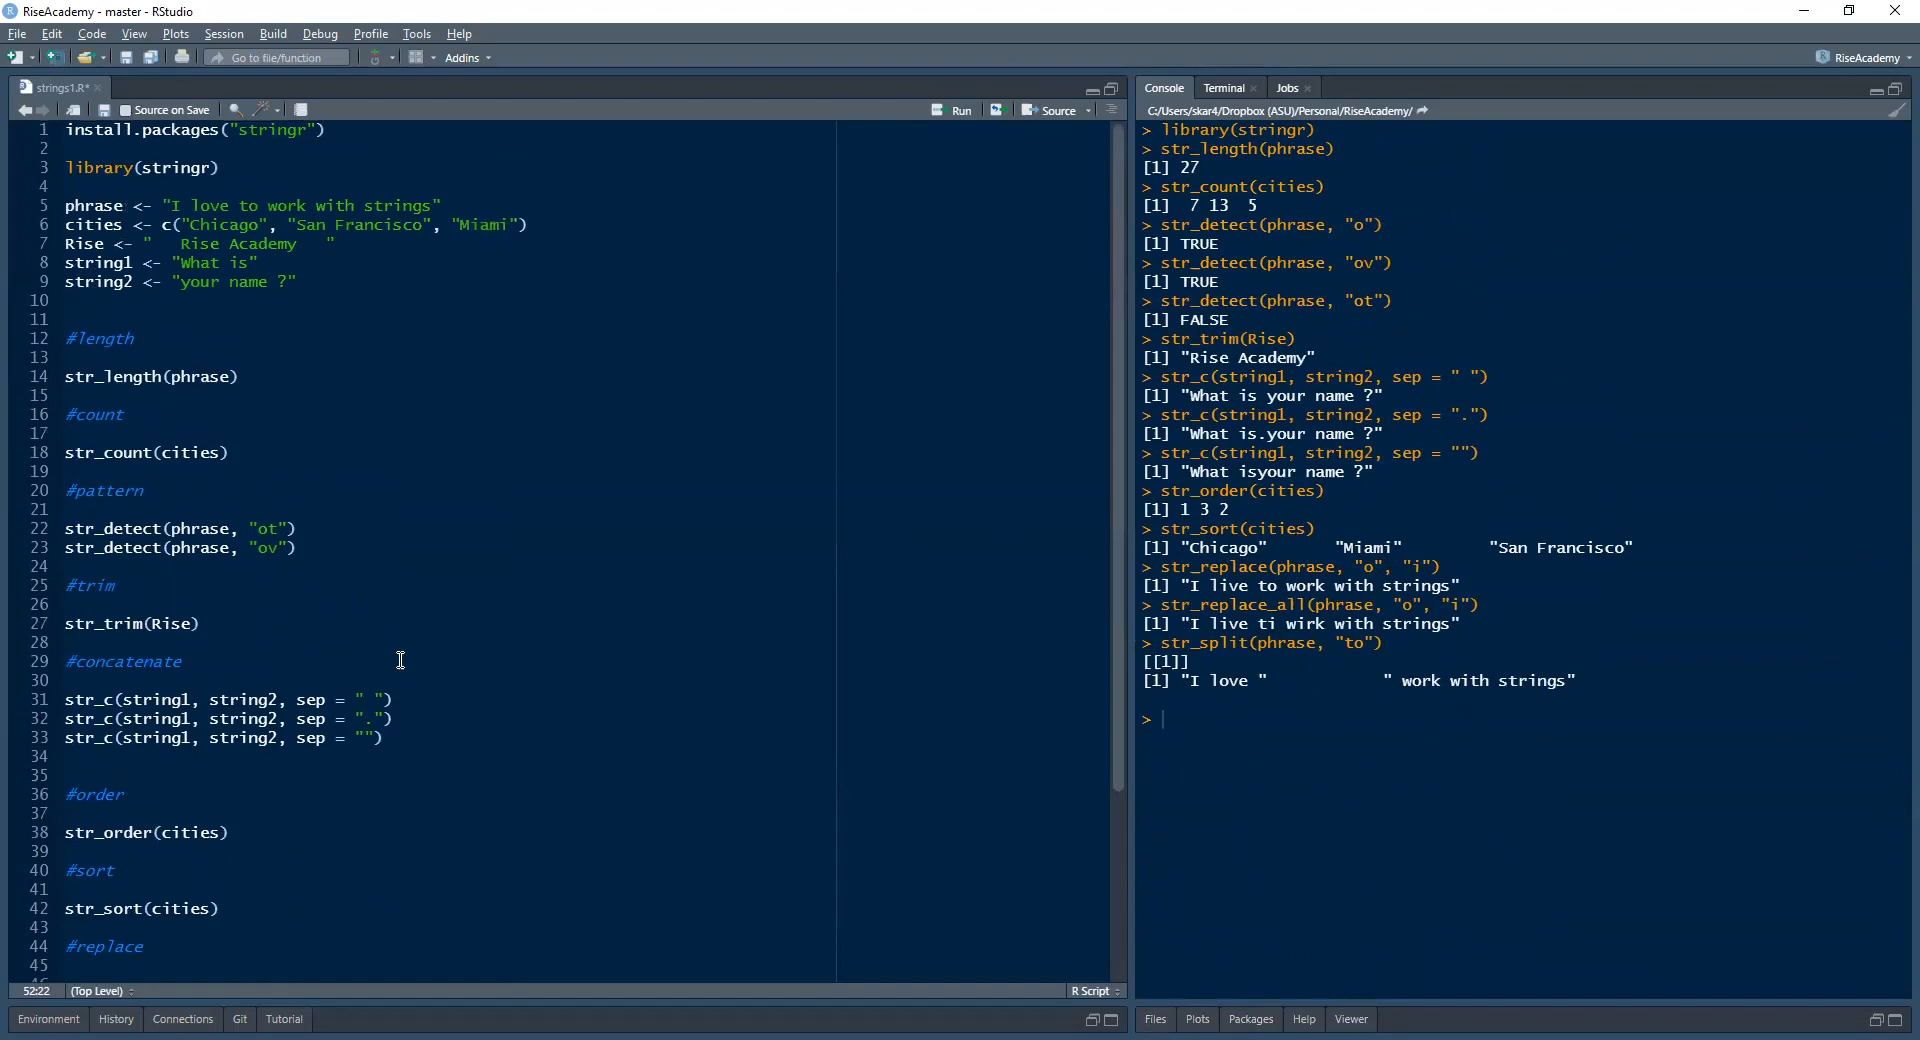 RiseAcademy - master - RStudio
File Edit Code View Plots Session Build Debug Profile Tools Help
Go to file/function Addins RiseAcademy
strings1.R*
Source on Save Run Source
1 install.packages("stringr")
2
3 library(stringr)
4
5 phrase <- "I love to work with strings"
6 cities <- c("Chicago", "San Francisco", "Miami")
7 Rise <- "   Rise Academy   "
8 string1 <- "What is"
9 string2 <- "your name ?"
10
11
12 #length
13
14 str_length(phrase)
15
16 #count
17
18 str_count(cities)
19
20 #pattern
21
22 str_detect(phrase, "ot")
23 str_detect(phrase, "ov")
24
25 #trim
26
27 str_trim(Rise)
28
29 #concatenate
30
31 str_c(string1, string2, sep = " ")
32 str_c(string1, string2, sep = ".")
33 str_c(string1, string2, sep = "")
34
35
36 #order
37
38 str_order(cities)
39
40 #sort
41
42 str_sort(cities)
43
44 #replace
45
52:22 (Top Level) R Script
Environment History Connections Git Tutorial
Console Terminal Jobs
C:/Users/skar4/Dropbox (ASU)/Personal/RiseAcademy/
> library(stringr)
> str_length(phrase)
[1] 27
> str_count(cities)
[1]  7 13  5
> str_detect(phrase, "o")
[1] TRUE
> str_detect(phrase, "ov")
[1] TRUE
> str_detect(phrase, "ot")
[1] FALSE
> str_trim(Rise)
[1] "Rise Academy"
> str_c(string1, string2, sep = " ")
[1] "What is your name ?"
> str_c(string1, string2, sep = ".")
[1] "What is.your name ?"
> str_c(string1, string2, sep = "")
[1] "What isyour name ?"
> str_order(cities)
[1] 1 3 2
> str_sort(cities)
[1] "Chicago"       "Miami"         "San Francisco"
> str_replace(phrase, "o", "i")
[1] "I live to work with strings"
> str_replace_all(phrase, "o", "i")
[1] "I live ti wirk with strings"
> str_split(phrase, "to")
[[1]]
[1] "I love "            " work with strings"
>
Files Plots Packages Help Viewer